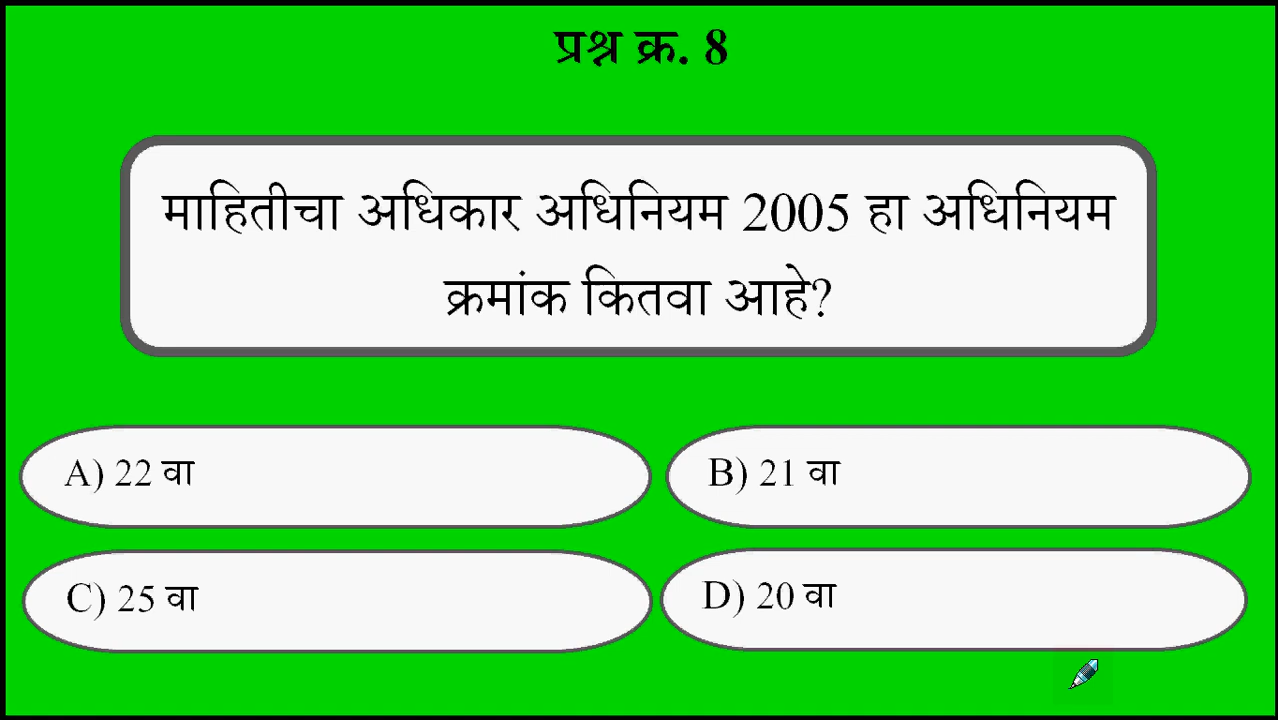 प्रश्न क्र. 8
माहितीचा अधिकार अधिनियम 2005 हा अधिनियम
क्रमांक कितवा आहे?
A) 22 वा
B) 21 वा
C) 25 वा
D) 20 वा